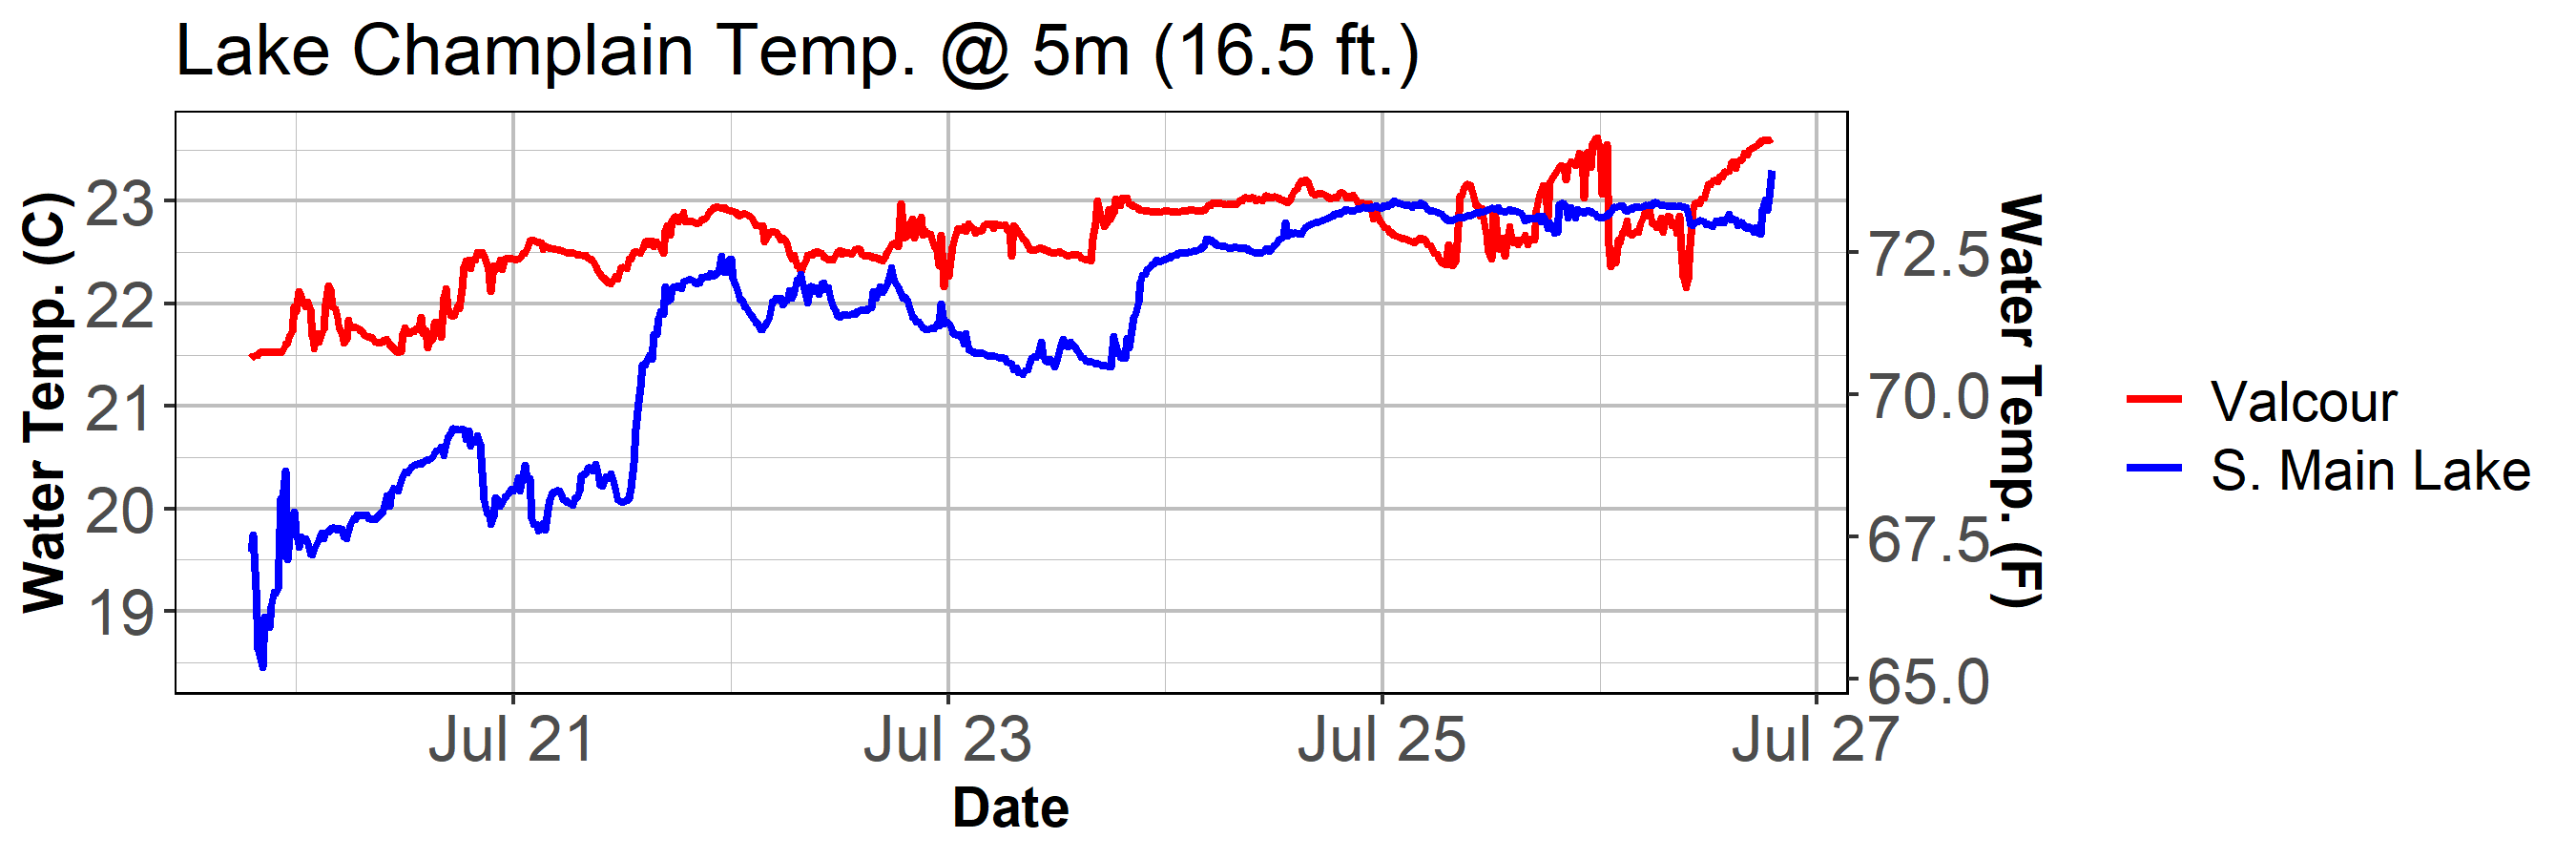 Lake Champlain Temp. @ 5m (16.5 ft.)
Water Temp. (C)
23
22
21
20
19
72.5
70.0
67.5
65.0
Water Temp. (F)
Jul 21
Jul 23
Jul 25
Jul 27
Date
Valcour
S. Main Lake